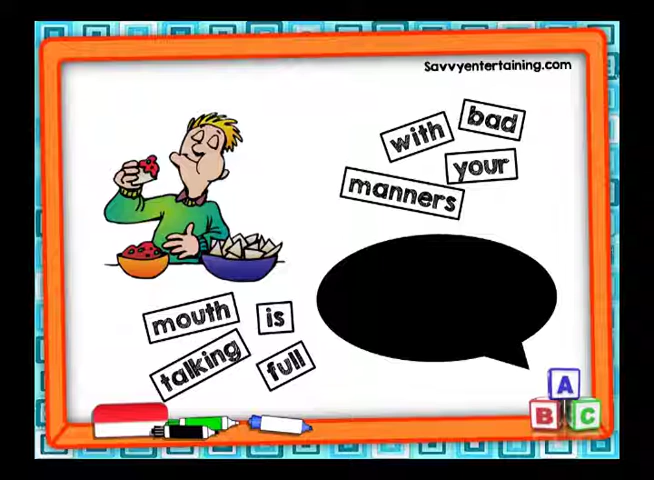 Savvyentertaining.com
with
bad
your
manners
mouth
is
talking
full
A
B
C